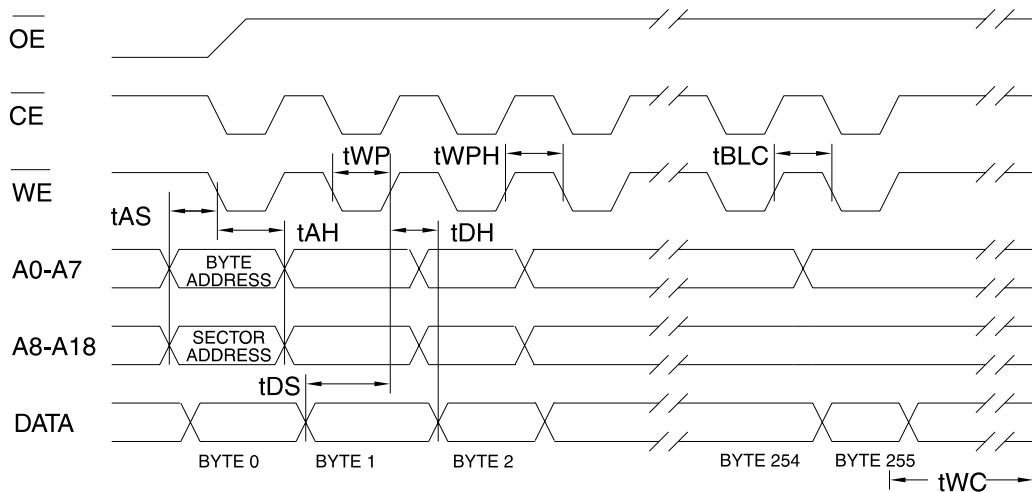 OE
CE
tWP tWPH tBLC
WE
tAS tAH tDH
A0-A7 BYTE ADDRESS
A8-A18 SECTOR ADDRESS
tDS
DATA
BYTE 0 BYTE 1 BYTE 2 BYTE 254 BYTE 255
tWC